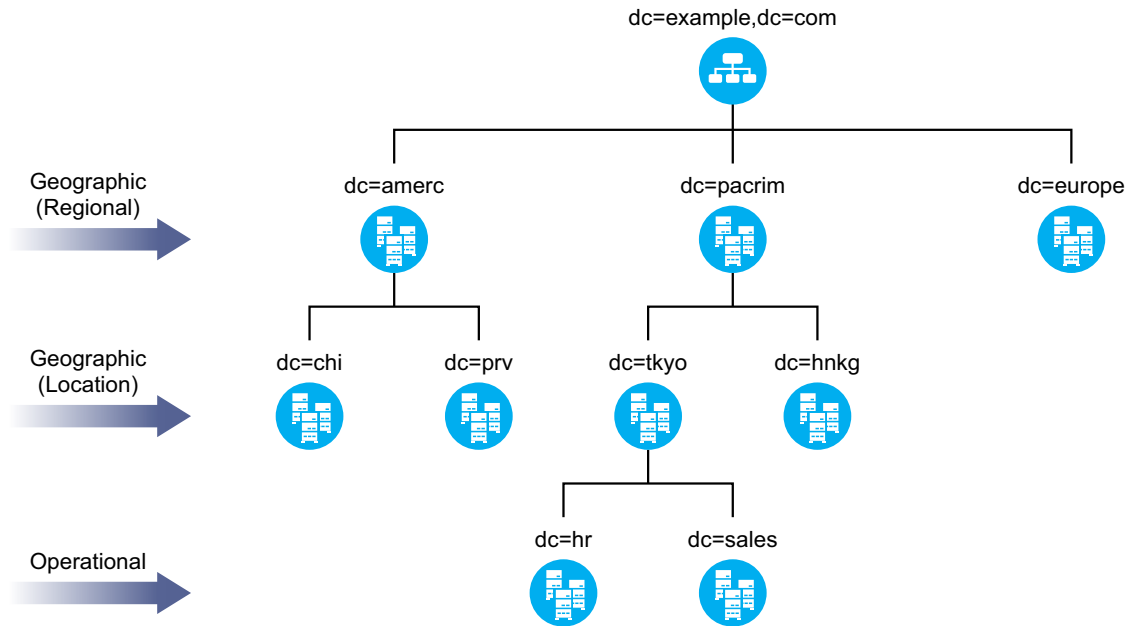 dc=example,dc=com
Geographic
(Regional)
dc=amerc
dc=pacrim
dc=europe
Geographic
(Location)
dc=chi
dc=prv
dc=tkyo
dc=hnkg
Operational
dc=hr
dc=sales